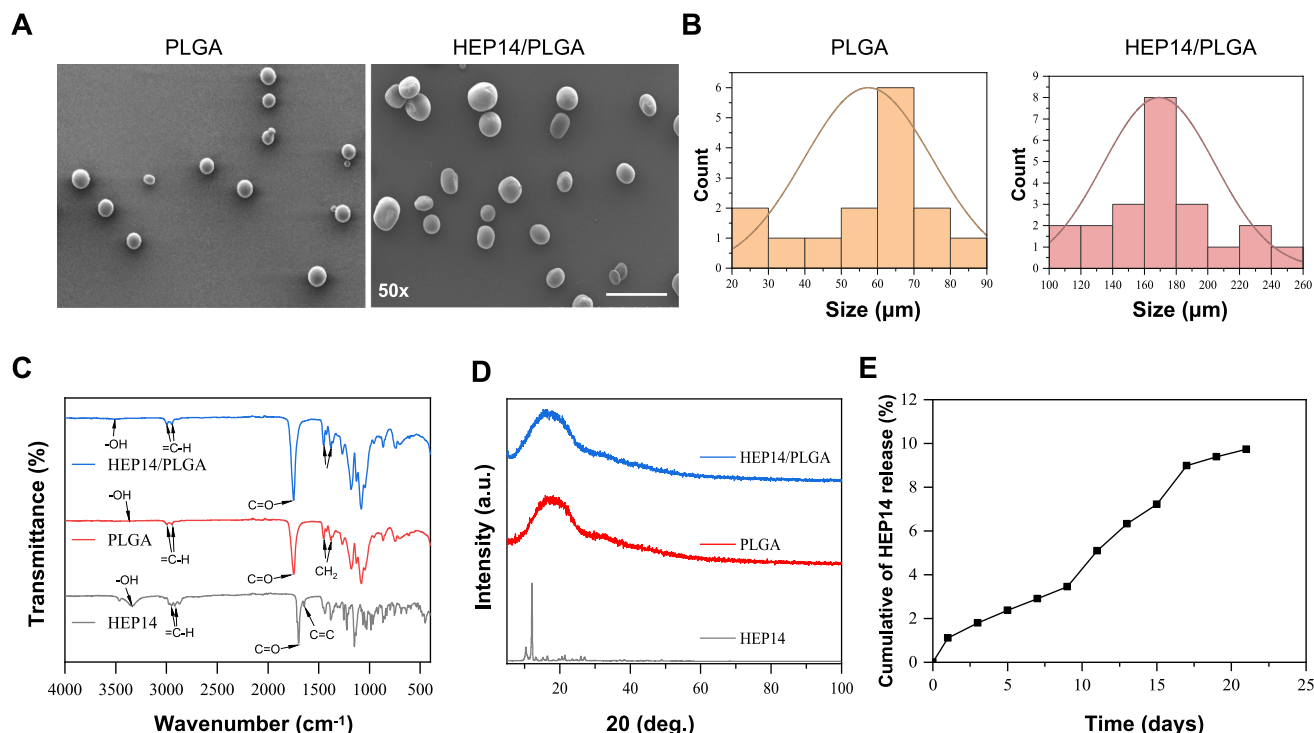 A
PLGA
HEP14/PLGA
50x
B
PLGA
HEP14/PLGA
Count
6
5
4
3
2
1
0
20 30 40 50 60 70 80 90
Size (µm)
Count
9
8
7
6
5
4
3
2
1
0
100 120 140 160 180 200 220 240 260
Size (µm)
C
Transmittance (%)
-OH
=C-H
HEP14/PLGA
C=O
-OH
PLGA
=C-H
C=O
CH2
-OH
HEP14
=C-H
C=C
C=O
4000 3500 3000 2500 2000 1500 1000 500
Wavenumber (cm-1)
D
Intensity (a.u.)
HEP14/PLGA
PLGA
HEP14
20 40 60 80 100
20 (deg.)
E
Cumulative of HEP14 release (%)
12
10
8
6
4
2
0
0 5 10 15 20 25
Time (days)